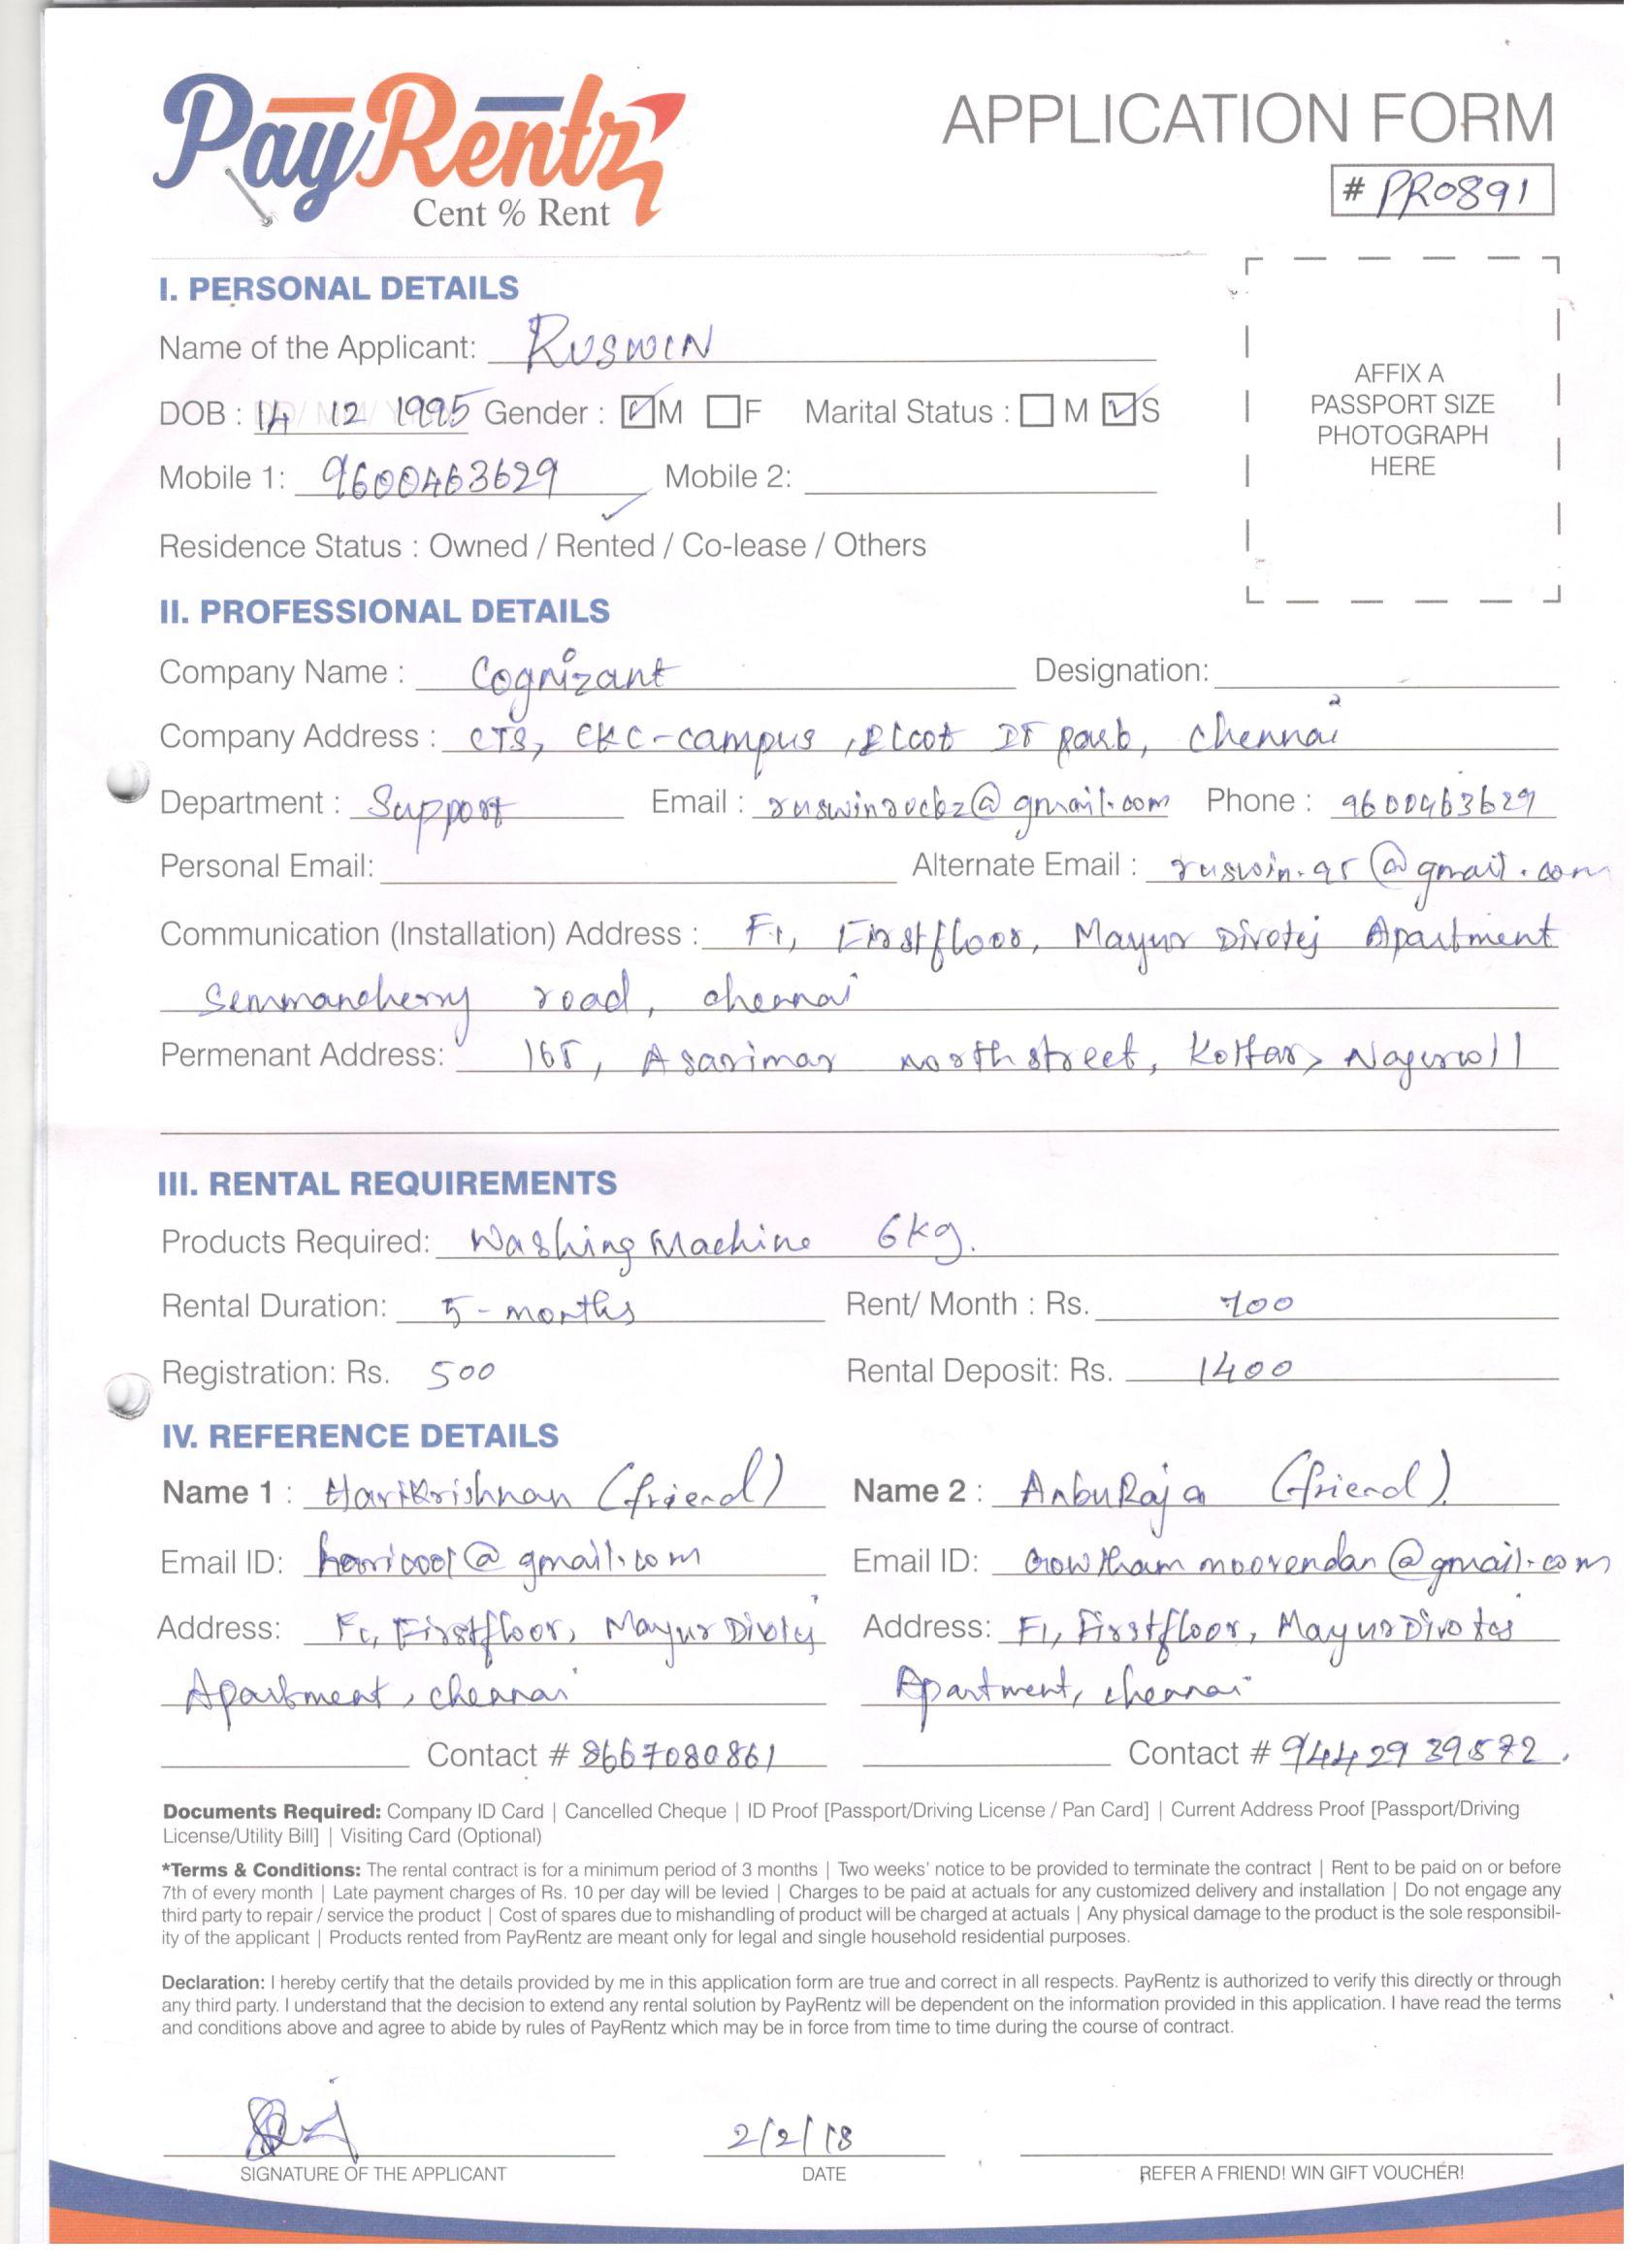 PayRentz
Cent % Rent
APPLICATION FORM
# PR0891
I. PERSONAL DETAILS
Name of the Applicant: RUSWIN
DOB : 14 12 1995 Gender : M F Marital Status : M S
Mobile 1: 9600463629 Mobile 2:
Residence Status : Owned / Rented / Co-lease / Others
AFFIX A
PASSPORT SIZE
PHOTOGRAPH
HERE
II. PROFESSIONAL DETAILS
Company Name : Cognizant Designation:
Company Address : CTS, CKC-campus, Elcot IT park, Chennai
Department : Support Email : ruswinrockz@gmail.com Phone : 9600463629
Personal Email: Alternate Email : ruswin.95@gmail.com
Communication (Installation) Address : F1, First floor, Mayur Divotej Apartment
Semmancherry road, chennai
Permenant Address: 165, Asarimar north street, Kottar,
III. RENTAL REQUIREMENTS
Products Required: Washing Machine 6kg.
Rental Duration: 5-months Rent/ Month : Rs. 700
Registration: Rs. 500 Rental Deposit: Rs. 1400
IV. REFERENCE DETAILS
Name 1 : HariKrishnan (friend) Name 2 : AnbuRaja (friend)
Email ID: Email ID:
Address: F1, First floor, Mayur Address: F1, First floor, Mayur
Apartment, chennai Apartment, chennai
Contact # 8667080861 Contact # 9442939572.
Documents Required: Company ID Card | Cancelled Cheque | ID Proof [Passport/Driving License / Pan Card] | Current Address Proof [Passport/Driving
License/Utility Bill] | Visiting Card (Optional)
*Terms & Conditions: The rental contract is for a minimum period of 3 months | Two weeks' notice to be provided to terminate the contract | Rent to be paid on or before
7th of every month | Late payment charges of Rs. 10 per day will be levied | Charges to be paid at actuals for any customized delivery and installation | Do not engage any
third party to repair / service the product | Cost of spares due to mishandling of product will be charged at actuals | Any physical damage to the product is the sole responsibil-
ity of the applicant | Products rented from PayRentz are meant only for legal and single household residential purposes.
Declaration: I hereby certify that the details provided by me in this application form are true and correct in all respects. PayRentz is authorized to verify this directly or through
any third party. I understand that the decision to extend any rental solution by PayRentz will be dependent on the information provided in this application. I have read the terms
and conditions above and agree to abide by rules of PayRentz which may be in force from time to time during the course of contract.
2/2/18
SIGNATURE OF THE APPLICANT DATE REFER A FRIEND! WIN GIFT VOUCHER!